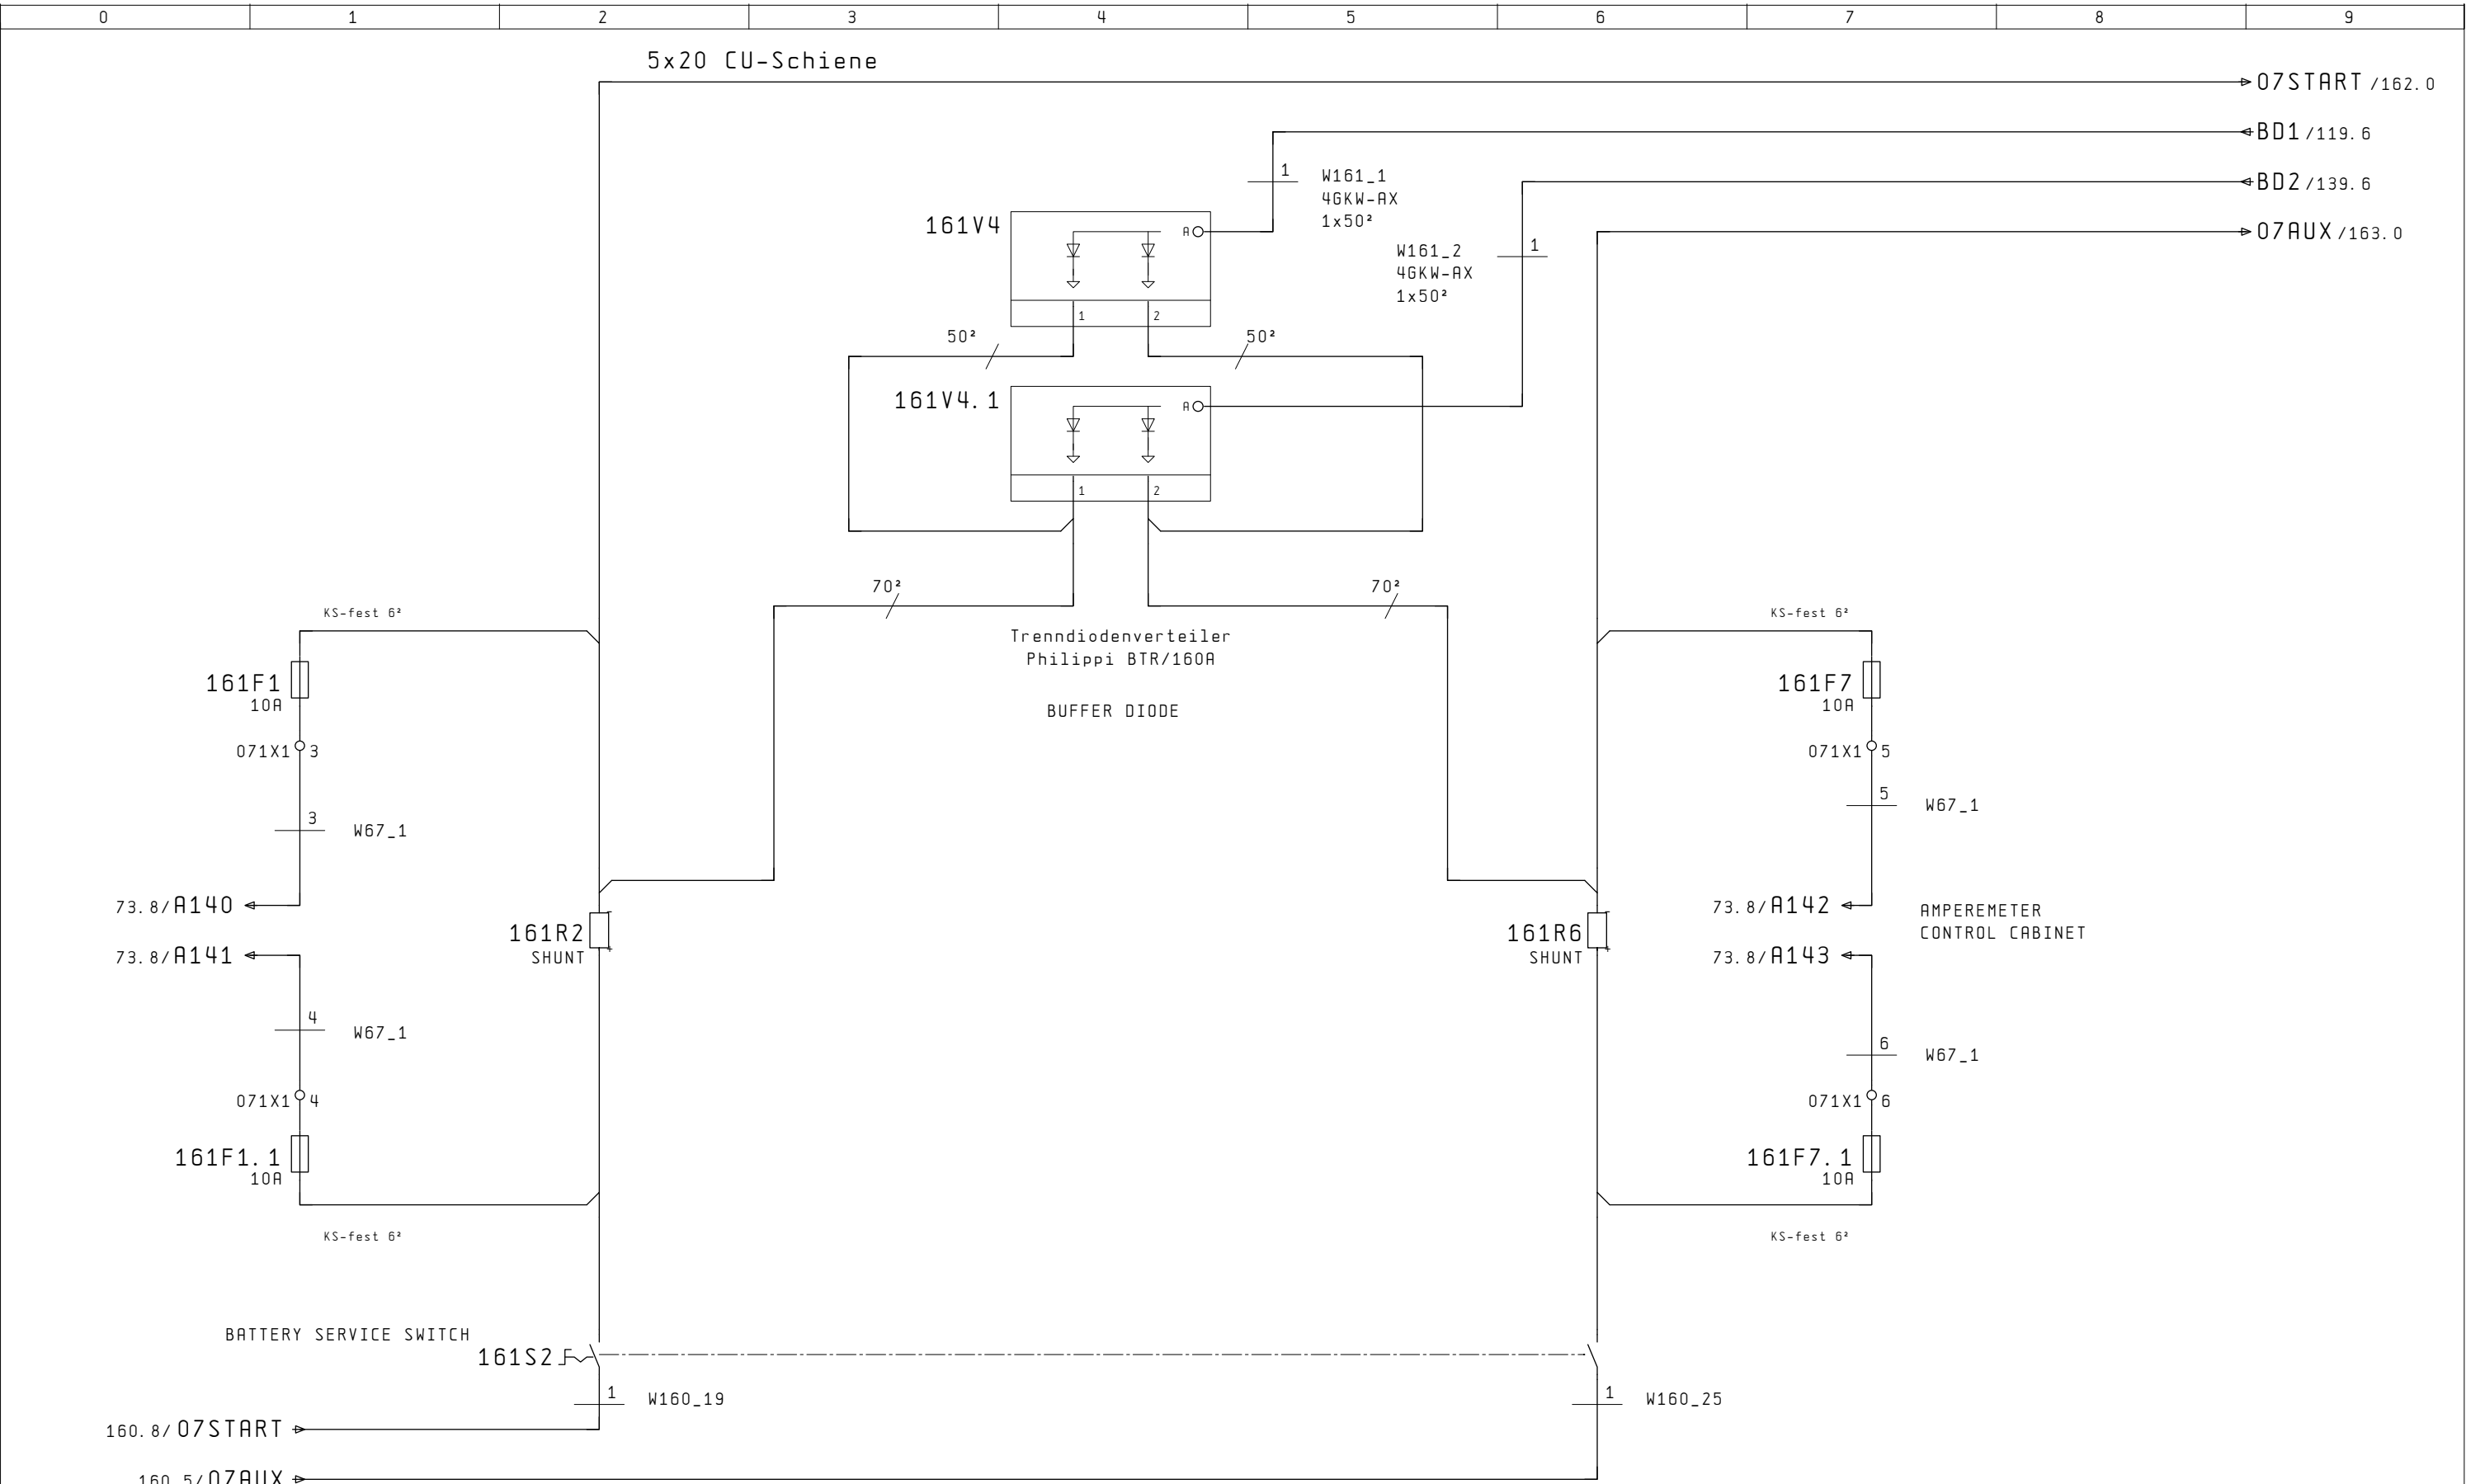 0 1 2 3 4 5 6 7 8 9
5x20 CU-Schiene
07START /162.0
BD1 /119.6
1
W161_1
4GKW-AX
1x50²
BD2 /139.6
161V4
A
07AUX /163.0
W161_2
4GKW-AX
1x50²
1
1 2
50² 50²
161V4.1
A
1 2
70² 70²
KS-fest 6² KS-fest 6²
Trenndiodenverteiler
Philippi BTR/160A
BUFFER DIODE
161F1
10A
161F7
10A
071X1 3
071X1 5
3 W67_1
5 W67_1
73.8/A140
73.8/A141
161R2
SHUNT
- +
161R6
SHUNT
- +
73.8/A142
73.8/A143
AMPEREMETER
CONTROL CABINET
4 W67_1
6 W67_1
071X1 4
071X1 6
161F1.1
10A
161F7.1
10A
KS-fest 6² KS-fest 6²
BATTERY SERVICE SWITCH
161S2
1 W160_19
1 W160_25
160.8/07START
160.5/07AUX